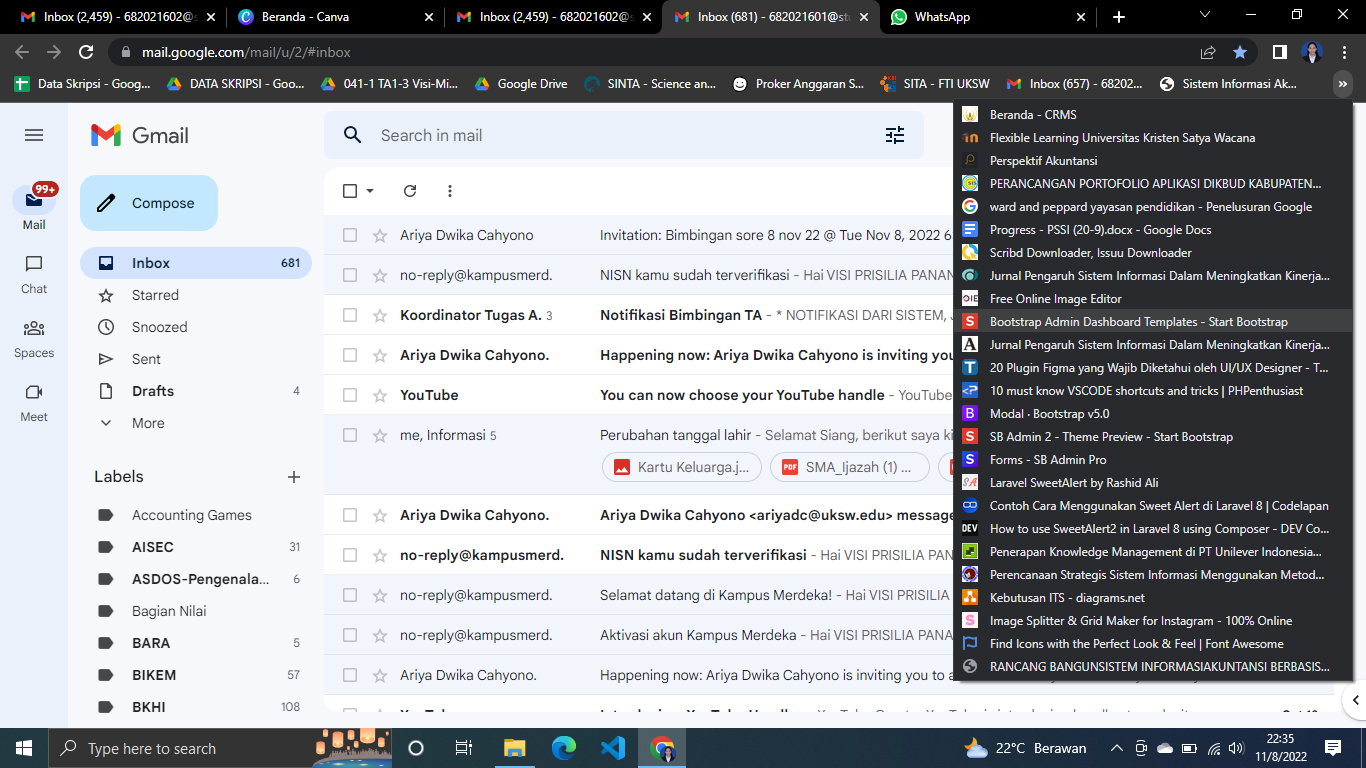 Inbox (2,459) - 682021602@s
Beranda - Canva
Inbox (2,459) - 682021602@s
Inbox (681) - 682021601@st
WhatsApp
mail.google.com/mail/u/2/#inbox
Data Skripsi - Goog...
DATA SKRIPSI - Goo...
041-1 TA1-3 Visi-Mi...
Google Drive
SINTA - Science an...
Proker Anggaran S...
SITA - FTI UKSW
Inbox (657) - 68202...
Sistem Informasi Ak...
Beranda - CRMS
Flexible Learning Universitas Kristen Satya Wacana
Perspektif Akuntansi
PERANCANGAN PORTOFOLIO APLIKASI DIKBUD KABUPATEN...
ward and peppard yayasan pendidikan - Penelusuran Google
Progress - PSSI (20-9).docx - Google Docs
Scribd Downloader, Issuu Downloader
Jurnal Pengaruh Sistem Informasi Dalam Meningkatkan Kinerja...
Free Online Image Editor
Bootstrap Admin Dashboard Templates - Start Bootstrap
Jurnal Pengaruh Sistem Informasi Dalam Meningkatkan Kinerja...
20 Plugin Figma yang Wajib Diketahui oleh UI/UX Designer - T...
10 must know VSCODE shortcuts and tricks | PHPenthusiast
Modal · Bootstrap v5.0
SB Admin 2 - Theme Preview - Start Bootstrap
Forms - SB Admin Pro
Laravel SweetAlert by Rashid Ali
Contoh Cara Menggunakan Sweet Alert di Laravel 8 | Codelapan
How to use SweetAlert2 in Laravel 8 using Composer - DEV Co...
Penerapan Knowledge Management di PT Unilever Indonesia...
Perencanaan Strategis Sistem Informasi Menggunakan Metod...
Kebutusan ITS - diagrams.net
Image Splitter & Grid Maker for Instagram - 100% Online
Find Icons with the Perfect Look & Feel | Font Awesome
RANCANG BANGUNSISTEM INFORMASIAKUNTANSI BERBASIS...
99+
Mail
Chat
Spaces
Meet
Gmail
Compose
Inbox 681
Starred
Snoozed
Sent
Drafts 4
More
Labels
Accounting Games
AISEC 31
ASDOS-Pengenala... 6
Bagian Nilai
BARA 5
BIKEM 57
BKHI 108
Search in mail
Ariya Dwika Cahyono Invitation: Bimbingan sore 8 nov 22 @ Tue Nov 8, 2022 6
no-reply@kampusmerd. NISN kamu sudah terverifikasi - Hai VISI PRISILIA PANAN
Koordinator Tugas A. 3 Notifikasi Bimbingan TA - * NOTIFIKASI DARI SISTEM, J
Ariya Dwika Cahyono. Happening now: Ariya Dwika Cahyono is inviting you
YouTube You can now choose your YouTube handle - YouTube
me, Informasi 5 Perubahan tanggal lahir - Selamat Siang, berikut saya ki
Kartu Keluarga.j...
PDF SMA_Ijazah (1) ...
Ariya Dwika Cahyono. Ariya Dwika Cahyono <ariyadc@uksw.edu> message
no-reply@kampusmerd. NISN kamu sudah terverifikasi - Hai VISI PRISILIA PAN
no-reply@kampusmerd. Selamat datang di Kampus Merdeka! - Hai VISI PRISILIA
no-reply@kampusmerd. Aktivasi akun Kampus Merdeka - Hai VISI PRISILIA PANA
Ariya Dwika Cahyono. Happening now: Ariya Dwika Cahyono is inviting you to a
Type here to search
22°C Berawan
22:35
11/8/2022